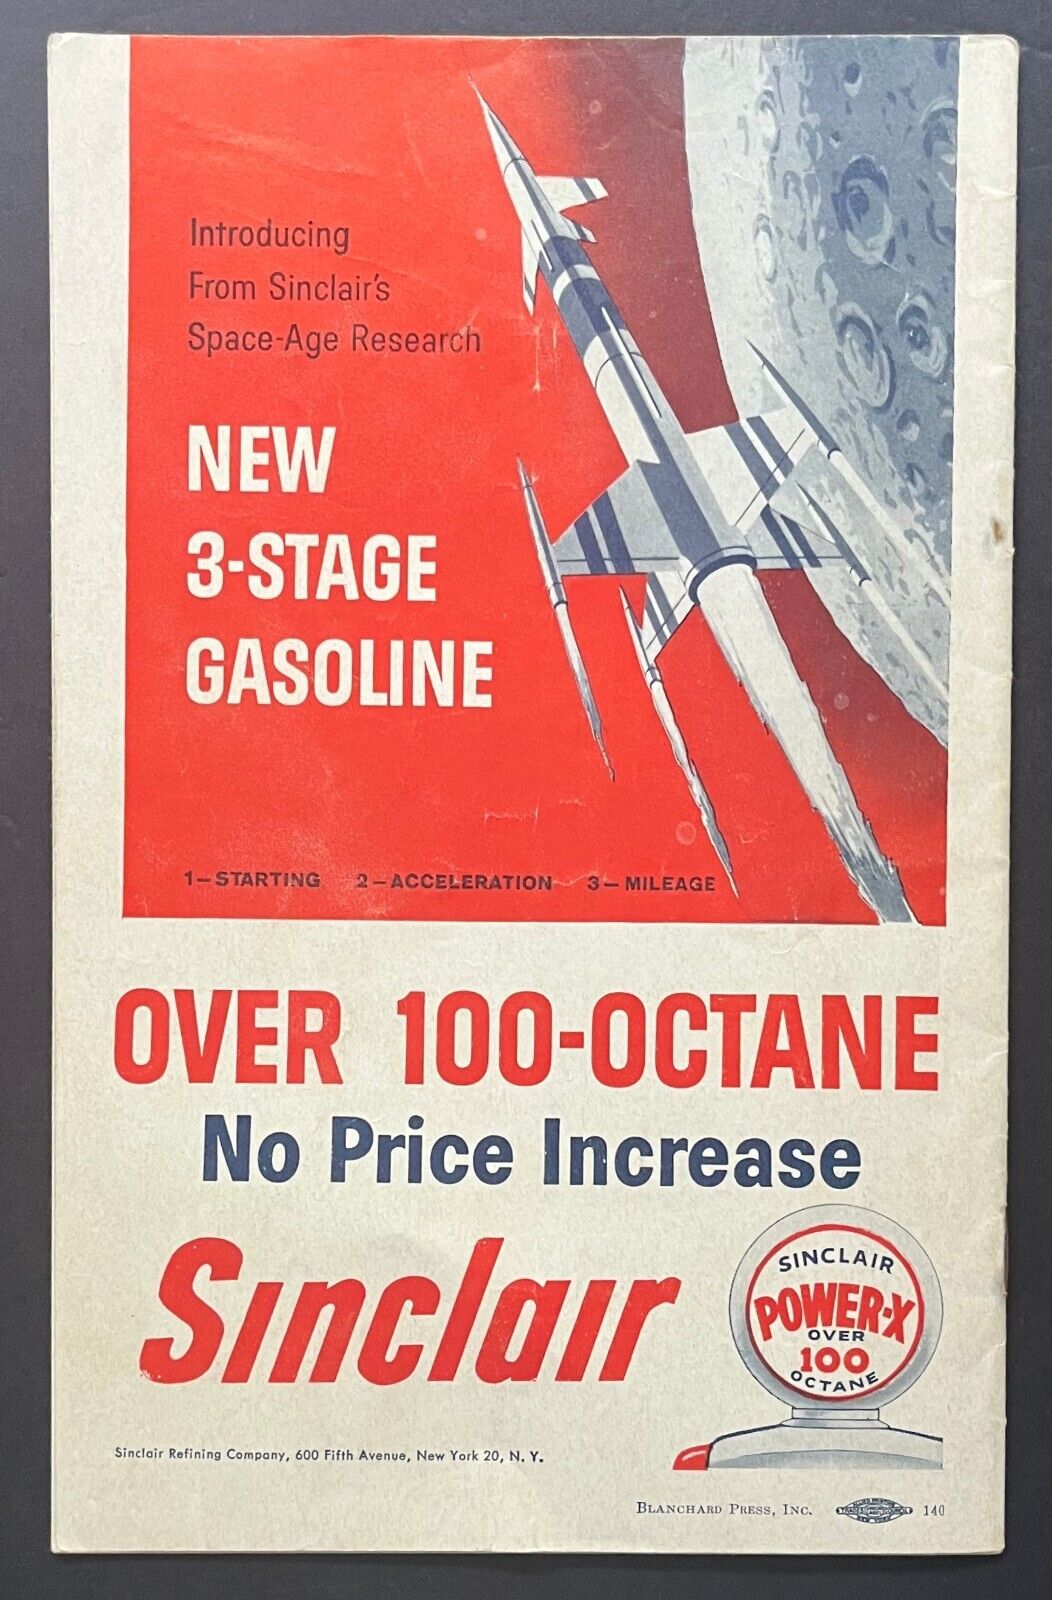 Introducing
From Sinclair's
Space-Age Research
NEW
3-STAGE
GASOLINE
1—STARTING 2—ACCELERATION 3—MILEAGE
OVER 100-OCTANE
No Price Increase
Sinclair
SINCLAIR
POWER-X
OVER
100
OCTANE
Sinclair Refining Company, 600 Fifth Avenue, New York 20, N. Y.
BLANCHARD PRESS, INC. 140